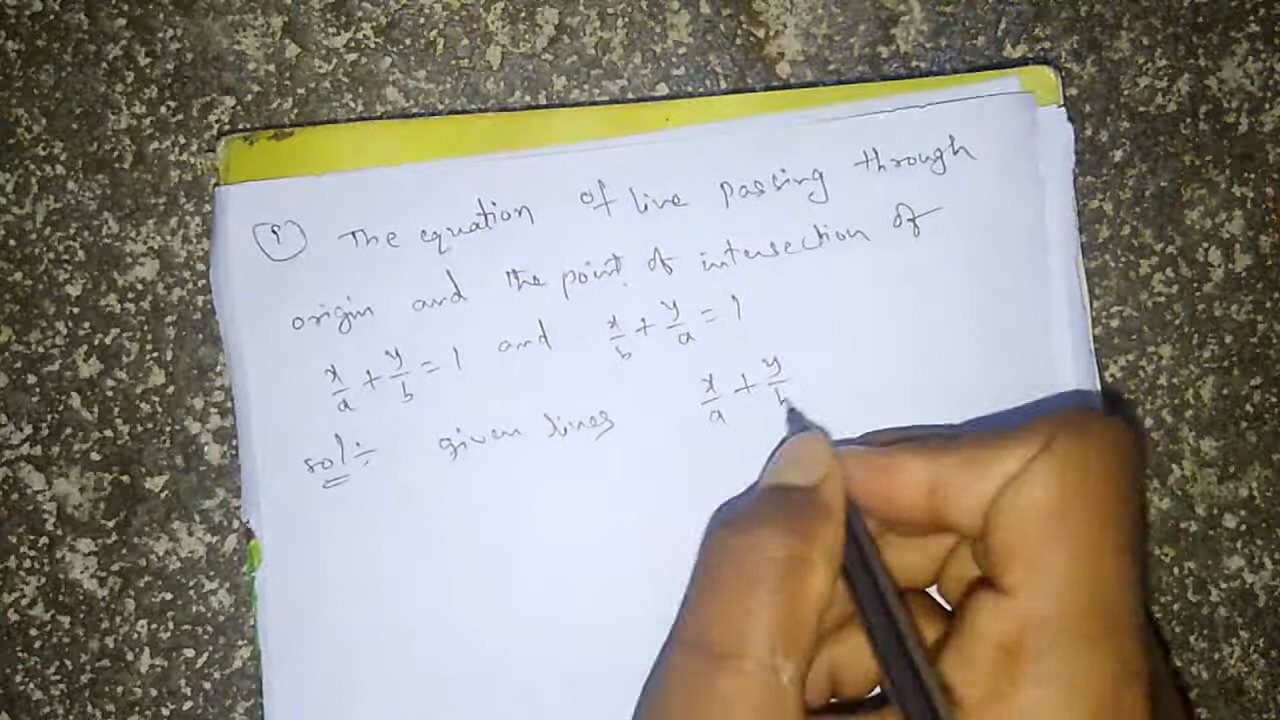 9 The equation of line passing through
origin and the point of intersection of
x/a + y/b = 1 and x/b + y/a = 1
sol÷ given lines x/a + y/b